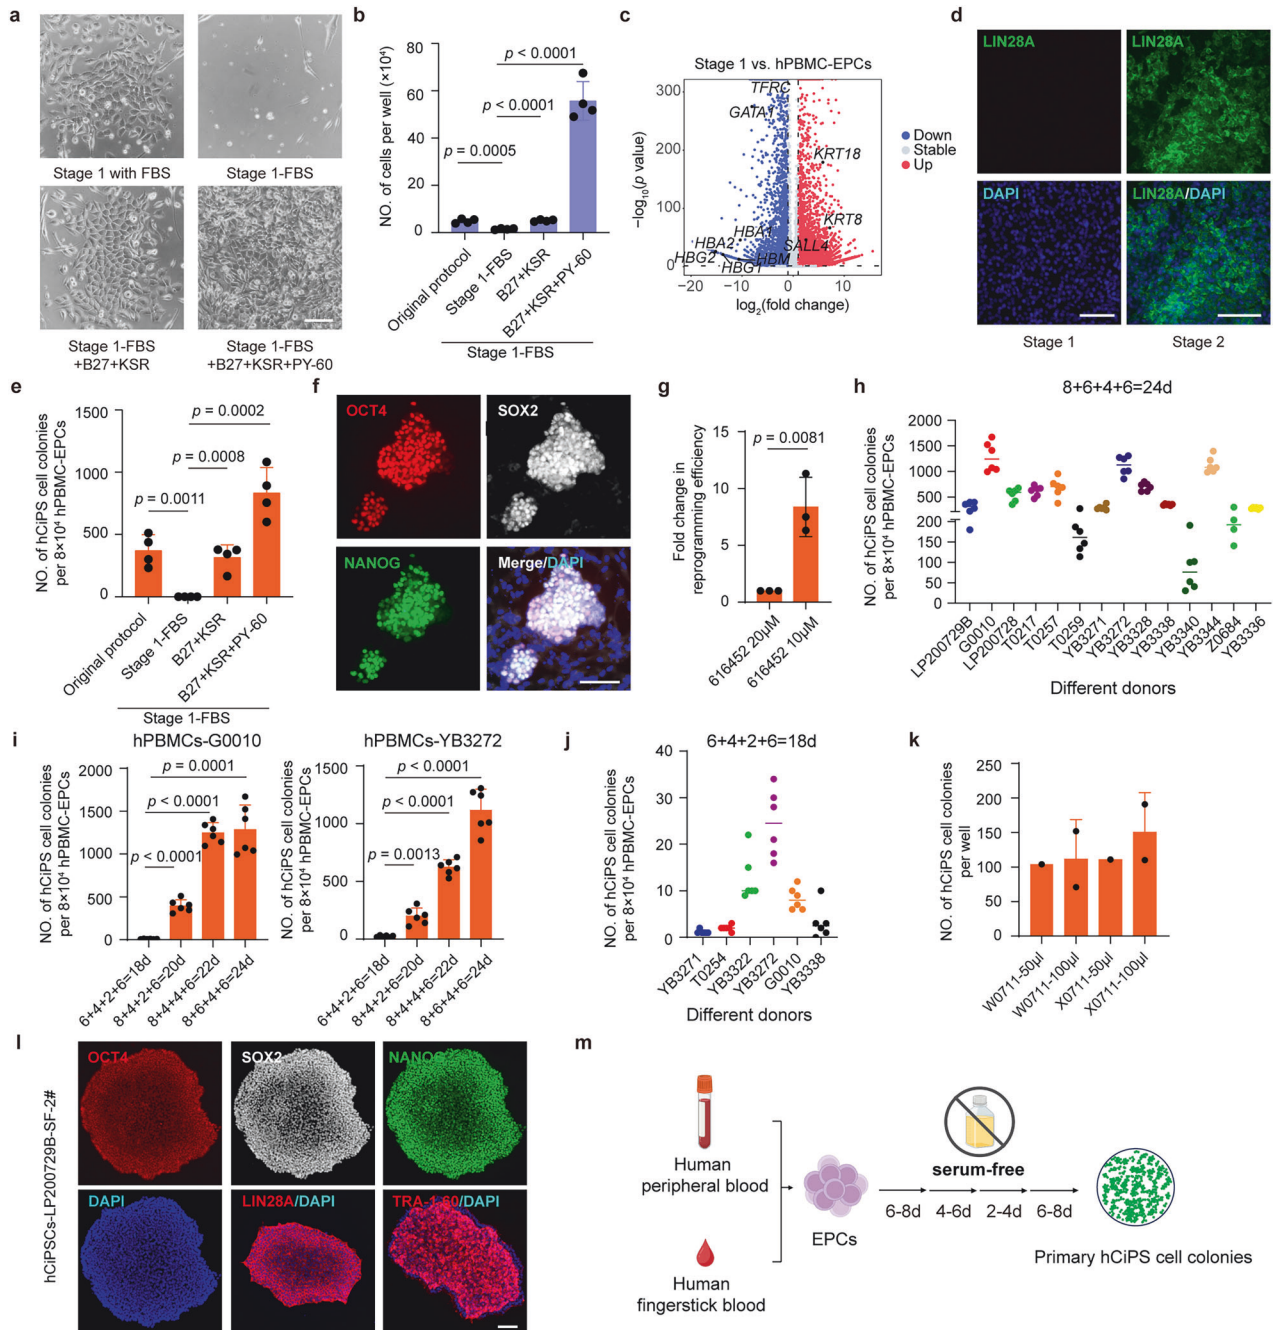 a
Stage 1 with FBS
Stage 1-FBS
Stage 1-FBS
+B27+KSR
Stage 1-FBS
+B27+KSR+PY-60
b
NO. of cells per well (×10⁴)
80
60
40
20
0
p < 0.0001
p < 0.0001
p = 0.0005
Original protocol
Stage 1-FBS
B27+KSR
B27+KSR+PY-60
Stage 1-FBS
c
Stage 1 vs. hPBMC-EPCs
−log₁₀(p value)
300
200
100
0
TFRC
GATA1
KRT18
KRT8
HBA1
HBA2
SALL4
HBG2
HBM
HBG1
−20
−10
0
10
log₂(fold change)
Down
Stable
Up
d
LIN28A
LIN28A
DAPI
LIN28A/DAPI
Stage 1
Stage 2
e
NO. of hCiPS cell colonies
per 8×10⁴ hPBMC-EPCs
1500
1000
500
0
p = 0.0002
p = 0.0008
p = 0.0011
Original protocol
Stage 1-FBS
B27+KSR
B27+KSR+PY-60
Stage 1-FBS
f
OCT4
SOX2
NANOG
Merge/DAPI
g
Fold change in
reprogramming efficiency
15
10
5
0
p = 0.0081
616452 20μM
616452 10μM
h
8+6+4+6=24d
NO. of hCiPS cell colonies
per 8×10⁴ hPBMC-EPCs
2000
1500
1000
500
200
150
100
50
0
LP200729B
G0010
LP200728
T0217
T0257
T0259
YB3271
YB3272
YB3328
YB3338
YB3340
YB3344
Z0684
YB3336
Different donors
i
hPBMCs-G0010
NO. of hCiPS cell colonies
per 8×10⁴ hPBMC-EPCs
2000
1500
1000
500
0
p = 0.0001
p < 0.0001
p < 0.0001
6+4+2+6=18d
8+4+2+6=20d
8+4+4+6=22d
8+6+4+6=24d
hPBMCs-YB3272
NO. of hCiPS cell colonies
per 8×10⁴ hPBMC-EPCs
1500
1000
500
0
p < 0.0001
p < 0.0001
p = 0.0013
6+4+2+6=18d
8+4+2+6=20d
8+4+4+6=22d
8+6+4+6=24d
j
6+4+2+6=18d
NO. of hCiPS cell colonies
per 8×10⁴ hPBMC-EPCs
40
30
20
10
0
YB3271
T0254
YB3322
YB3272
G0010
YB3338
Different donors
k
NO. of hCiPS cell colonies
per well
250
200
150
100
50
0
W0711-50μl
W0711-100μl
X0711-50μl
X0711-100μl
l
hCiPSCs-LP200729B-SF-2#
OCT4
SOX2
NANOG
DAPI
LIN28A/DAPI
TRA-1-60/DAPI
m
Human
peripheral blood
Human
fingerstick blood
EPCs
serum-free
6-8d
4-6d
2-4d
6-8d
Primary hCiPS cell colonies